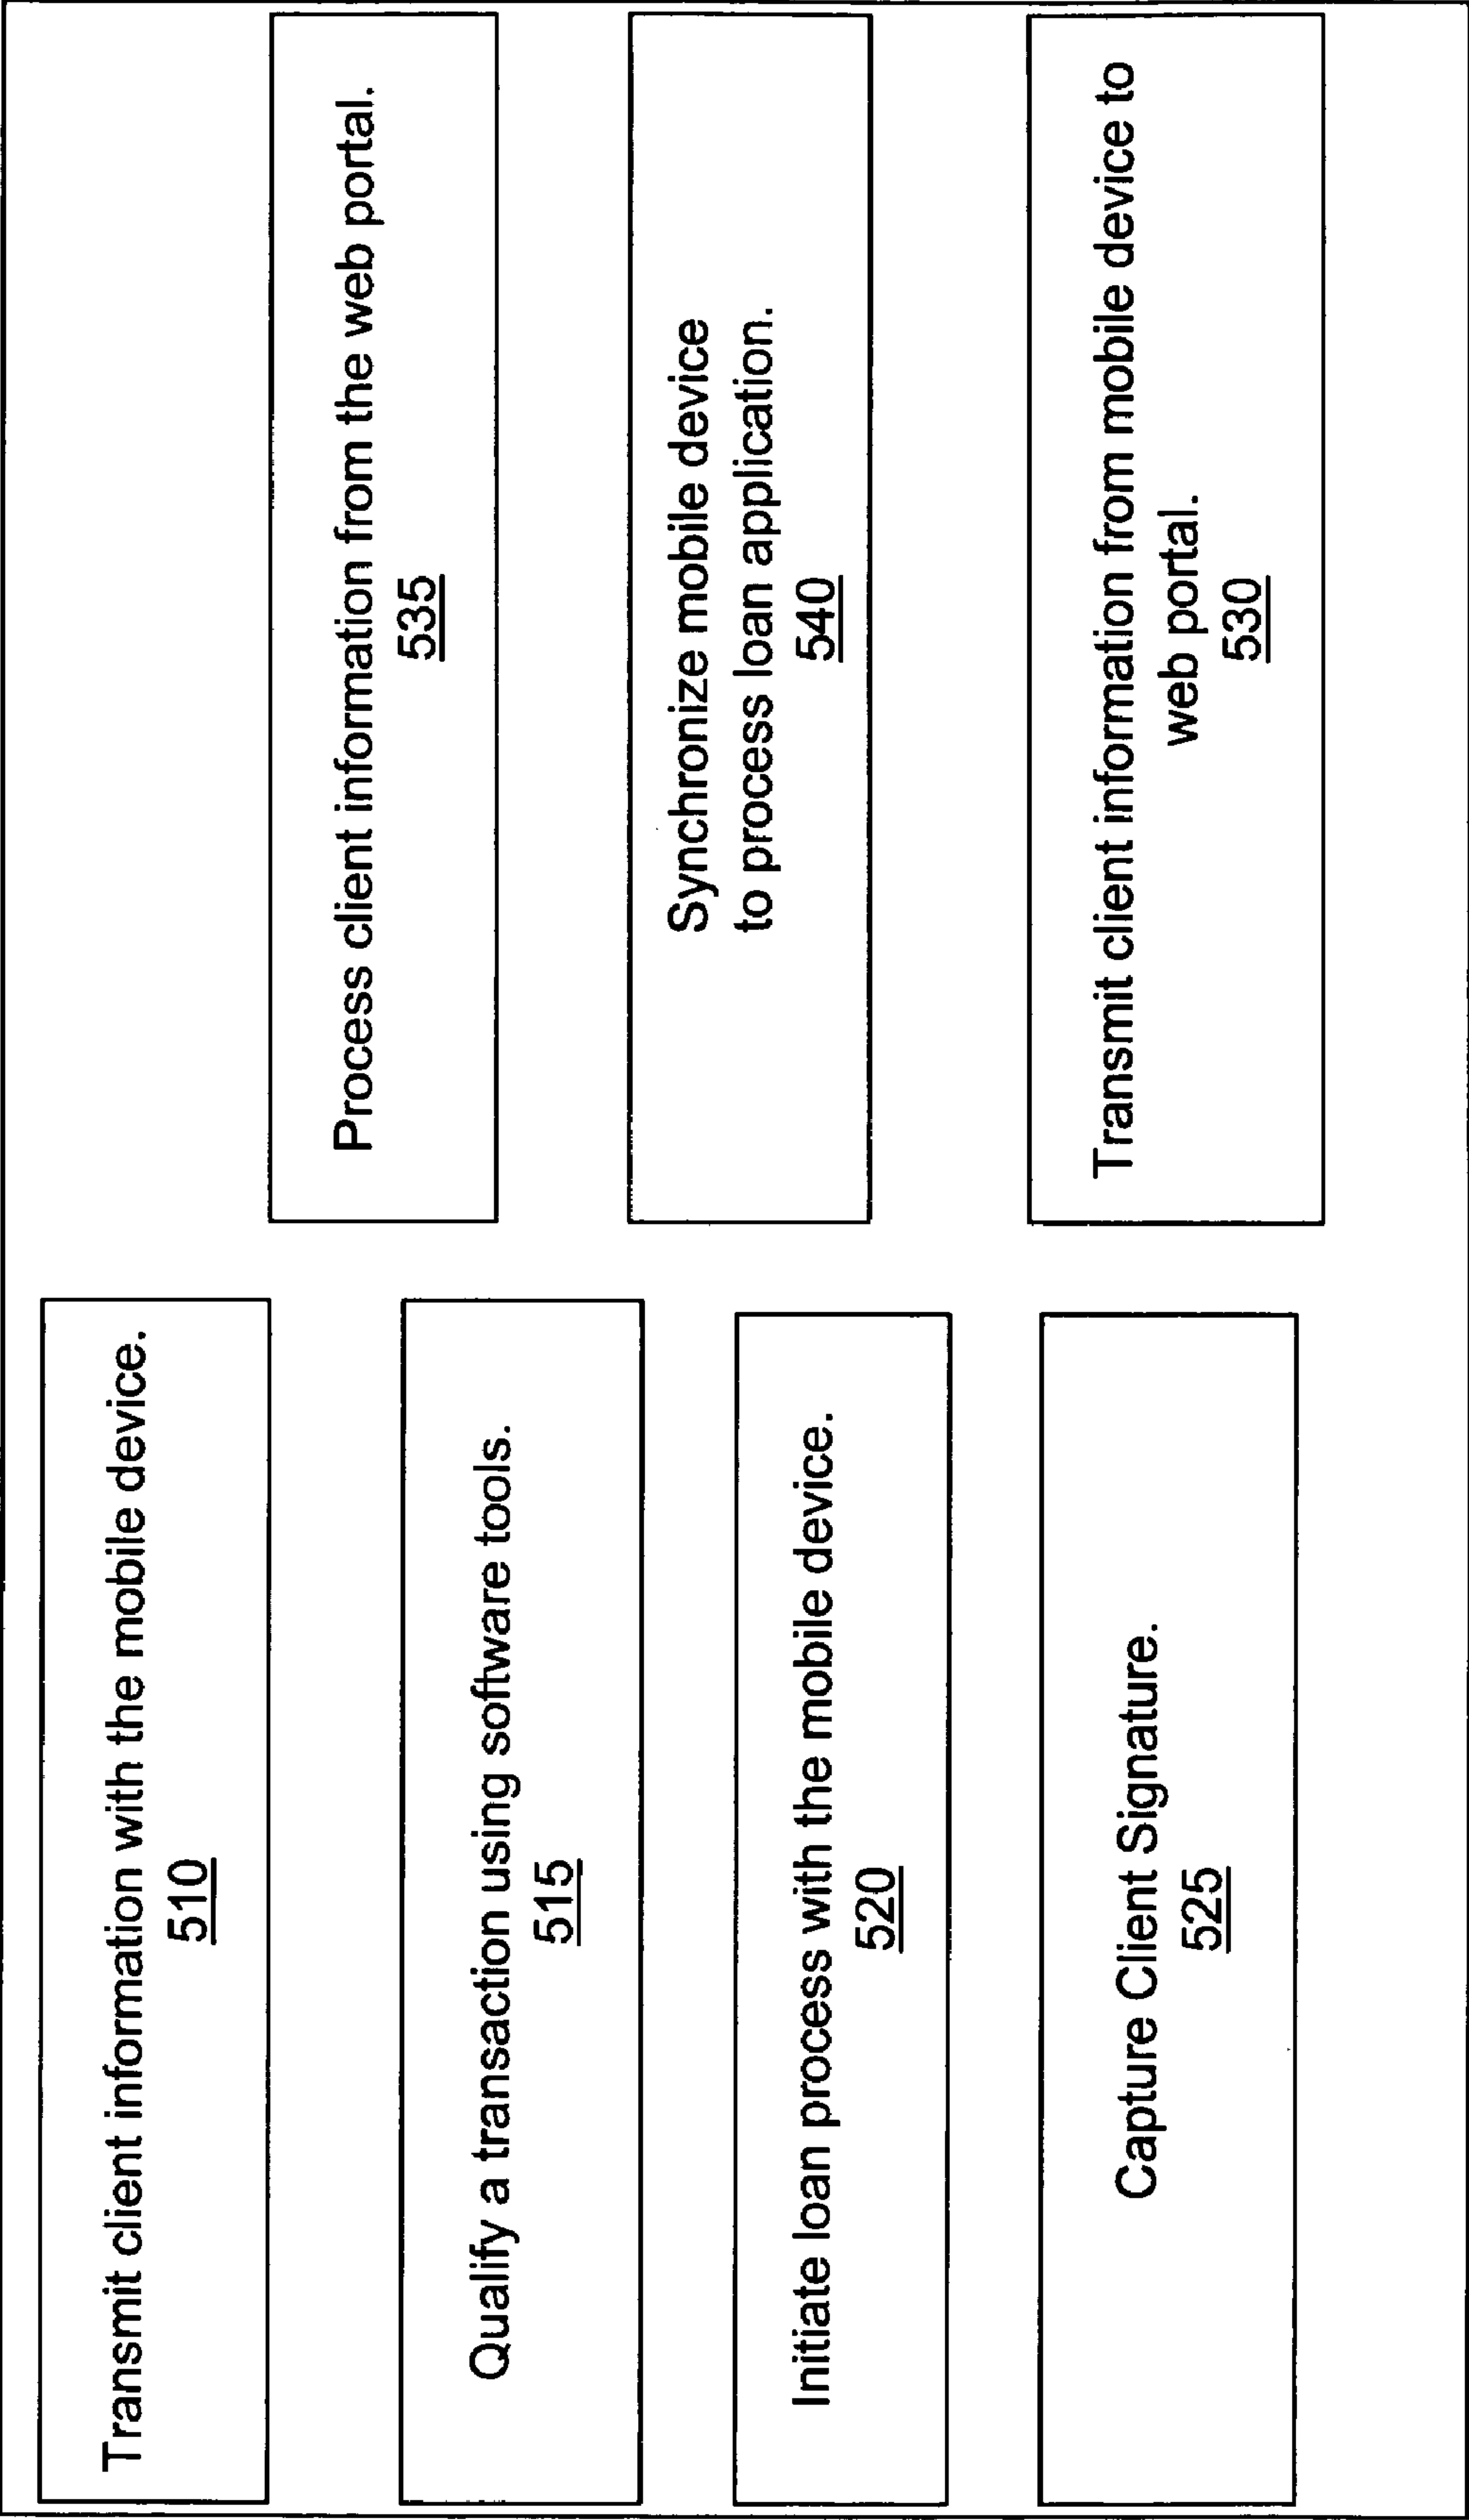 Transmit client information with the mobile device.
510
Qualify a transaction using software tools.
515
Initiate loan process with the mobile device.
520
Capture Client Signature.
525
Process client information from the web portal.
535
Synchronize mobile device
to process loan application.
540
Transmit client information from mobile device to
web portal.
530